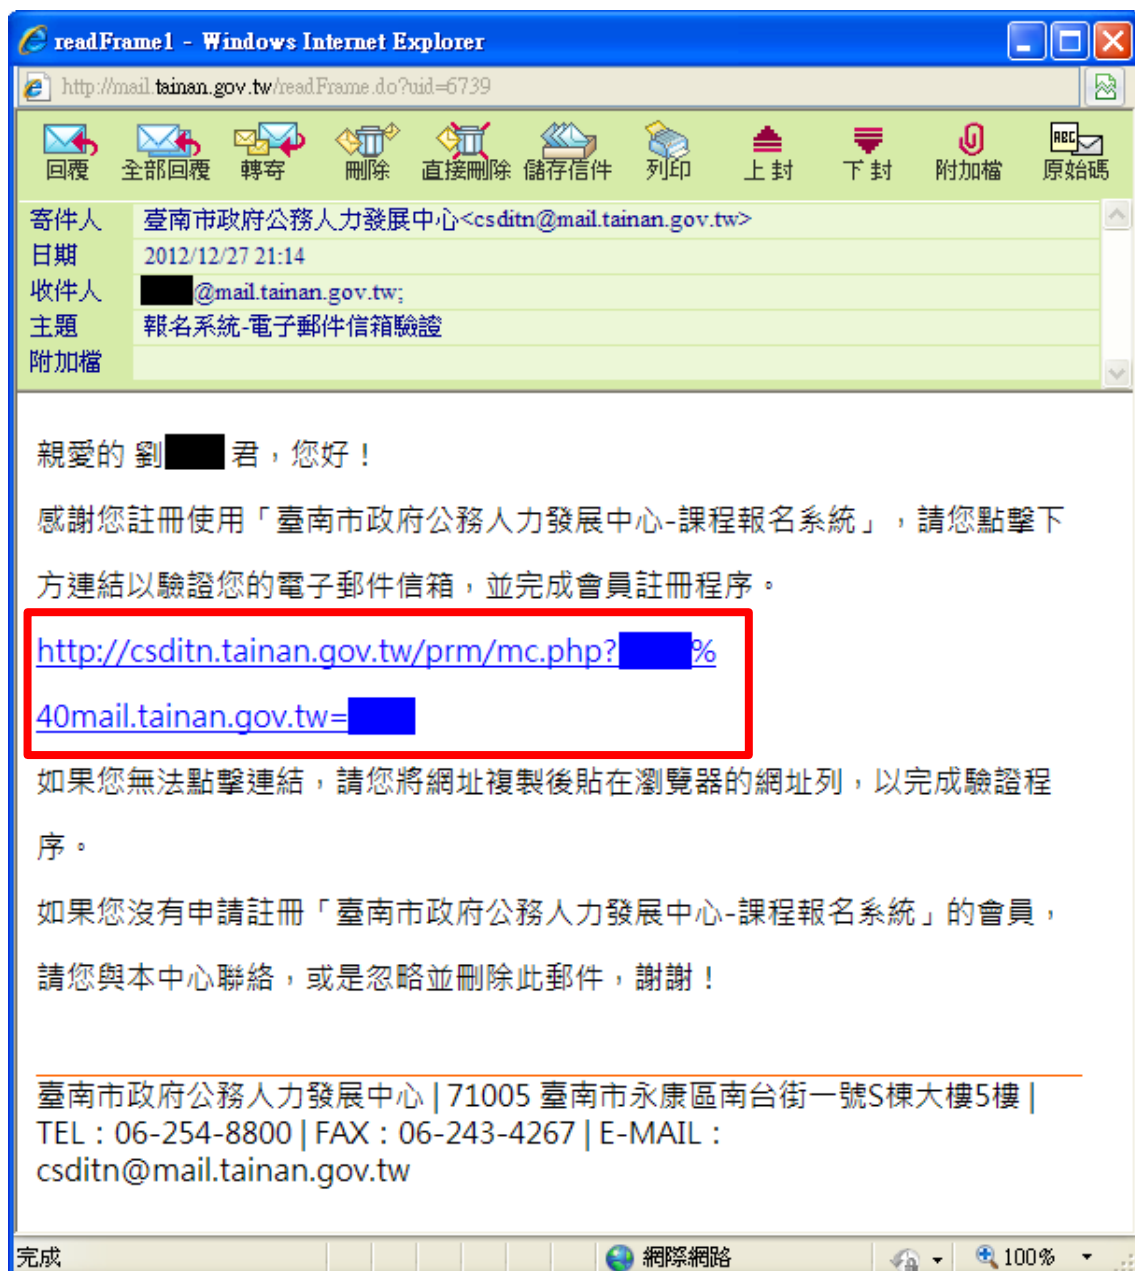 readFrame1 - Windows Internet Explorer
http://mail.tainan.gov.tw/readFrame.do?uid=6739
回覆 全部回覆 轉寄 刪除 直接刪除 儲存信件 列印 上封 下封 附加檔 原始碼
寄件人 臺南市政府公務人力發展中心<csditn@mail.tainan.gov.tw>
日期 2012/12/27 21:14
收件人 @mail.tainan.gov.tw;
主題 報名系統-電子郵件信箱驗證
附加檔
親愛的 劉 君，您好！
感謝您註冊使用「臺南市政府公務人力發展中心-課程報名系統」，請您點擊下
方連結以驗證您的電子郵件信箱，並完成會員註冊程序。
http://csditn.tainan.gov.tw/prm/mc.php? %
40mail.tainan.gov.tw=
如果您無法點擊連結，請您將網址複製後貼在瀏覽器的網址列，以完成驗證程
序。
如果您沒有申請註冊「臺南市政府公務人力發展中心-課程報名系統」的會員，
請您與本中心聯絡，或是忽略並刪除此郵件，謝謝！
臺南市政府公務人力發展中心 | 71005 臺南市永康區南台街一號S棟大樓5樓 |
TEL：06-254-8800 | FAX：06-243-4267 | E-MAIL：
csditn@mail.tainan.gov.tw
完成 網際網路 100%